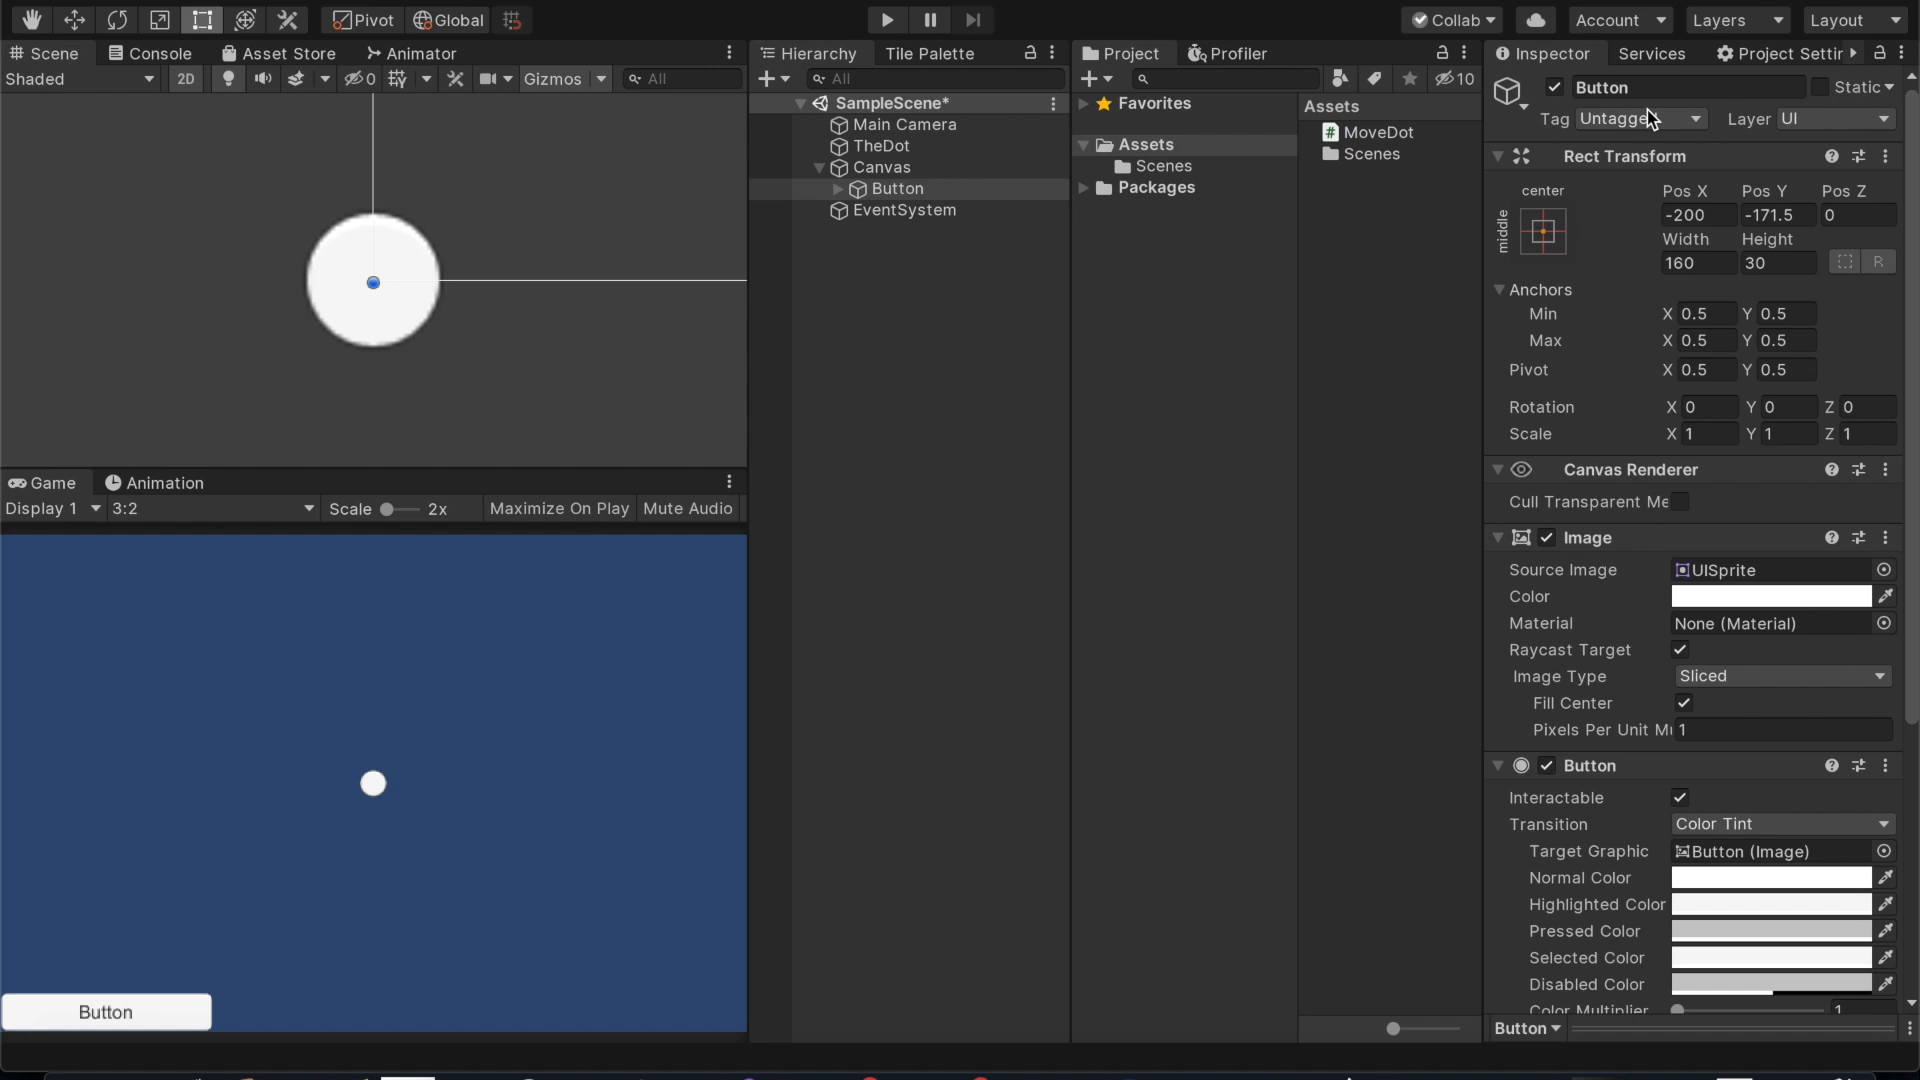 Pivot Global Collab Account Layers Layout
Scene Console Asset Store Animator
Shaded 2D 0 Gizmos All
Game Animation
Display 1 3:2 Scale 2x Maximize On Play Mute Audio
Button
Hierarchy Tile Palette
All
SampleScene*
Main Camera
TheDot
Canvas
Button
EventSystem
Project Profiler
10
Favorites
Assets
Scenes
Packages
Assets
MoveDot
Scenes
Inspector Services Project Settin
Button Static
Tag Untagged Layer UI
Rect Transform
center
middle
Pos X Pos Y Pos Z
-200 -171.5 0
Width Height
160 30 R
Anchors
Min X 0.5 Y 0.5
Max X 0.5 Y 0.5
Pivot X 0.5 Y 0.5
Rotation X 0 Y 0 Z 0
Scale X 1 Y 1 Z 1
Canvas Renderer
Cull Transparent Me
Image
Source Image UISprite
Color
Material None (Material)
Raycast Target
Image Type Sliced
Fill Center
Pixels Per Unit Mu 1
Button
Interactable
Transition Color Tint
Target Graphic Button (Image)
Normal Color
Highlighted Color
Pressed Color
Selected Color
Disabled Color
Color Multiplier 1
Button